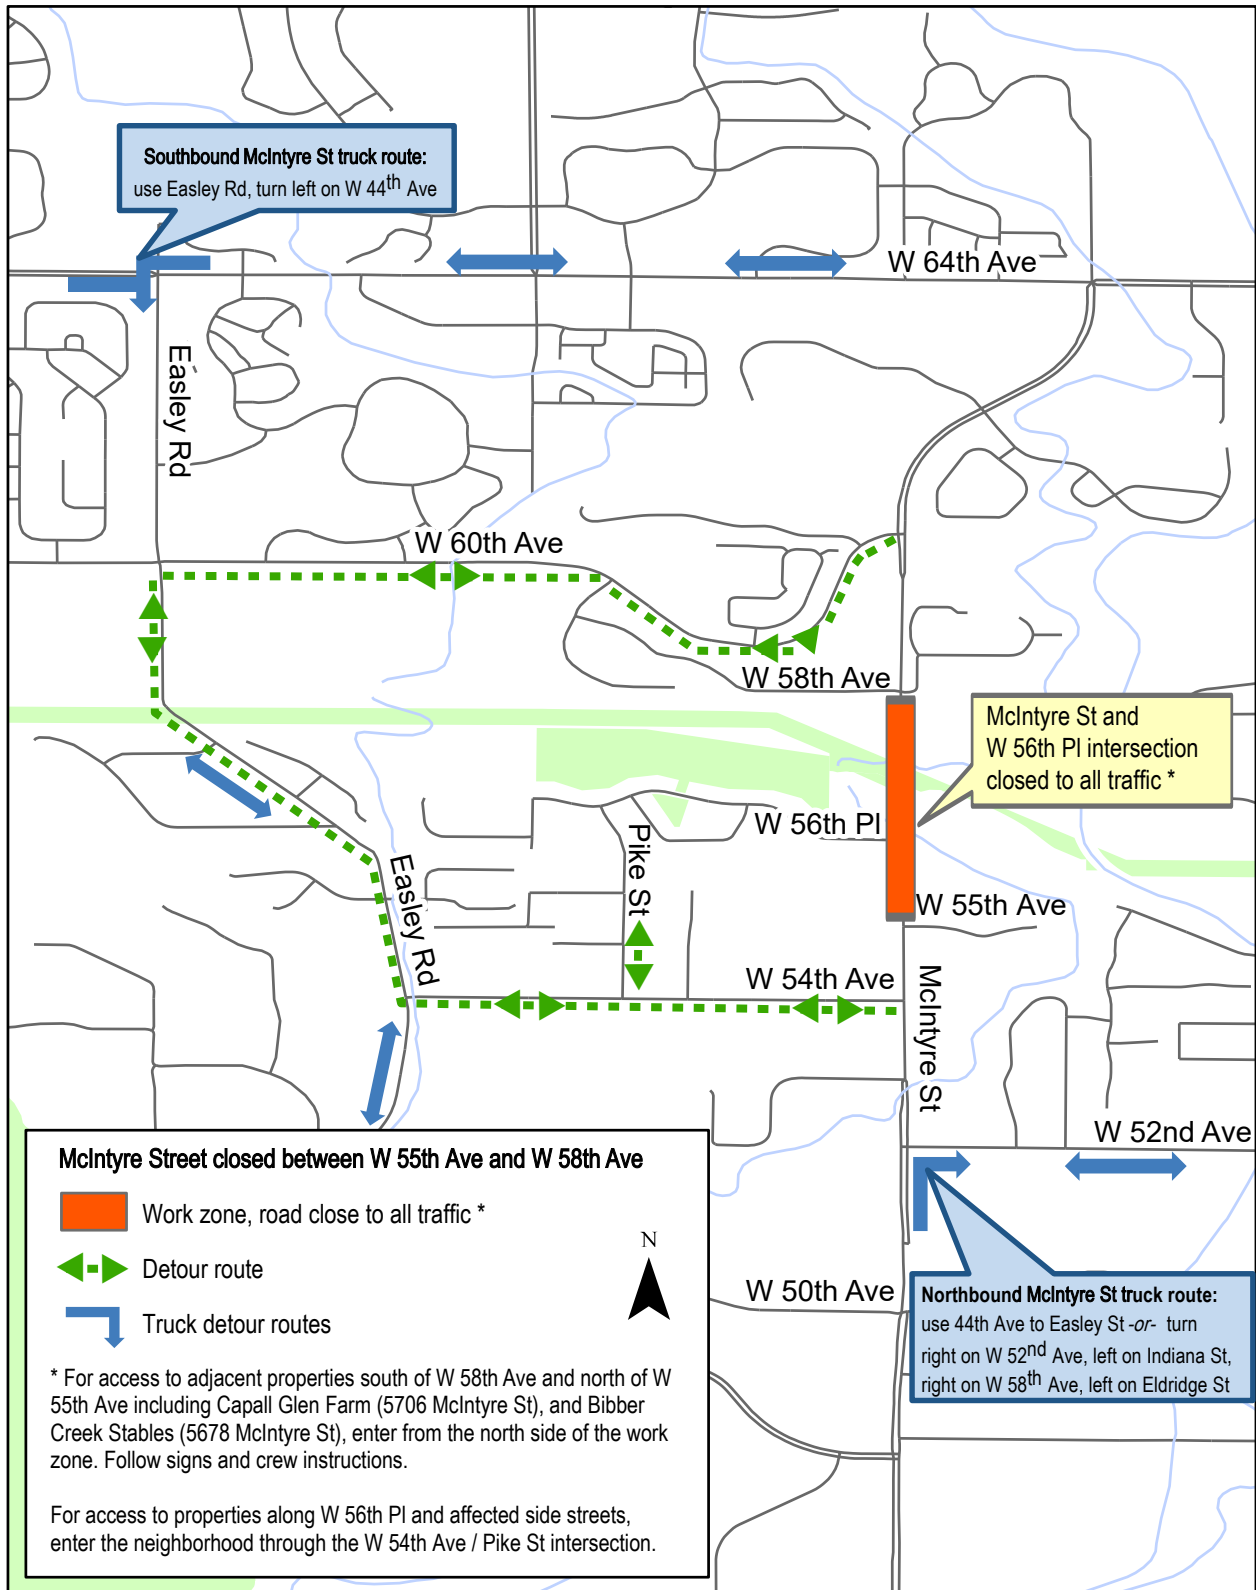 Southbound McIntyre St truck route:
use Easley Rd, turn left on W 44th Ave
W 64th Ave
Easley Rd
W 60th Ave
W 58th Ave
McIntyre St and
W 56th Pl intersection
closed to all traffic *
W 56th Pl
Pike St
Easley Rd
W 55th Ave
W 54th Ave
McIntyre St
W 52nd Ave
McIntyre Street closed between W 55th Ave and W 58th Ave
Work zone, road close to all traffic *
Detour route
Truck detour routes
N
* For access to adjacent properties south of W 58th Ave and north of W
55th Ave including Capall Glen Farm (5706 McIntyre St), and Bibber
Creek Stables (5678 McIntyre St), enter from the north side of the work
zone. Follow signs and crew instructions.
For access to properties along W 56th Pl and affected side streets,
enter the neighborhood through the W 54th Ave / Pike St intersection.
W 50th Ave
Northbound McIntyre St truck route:
use 44th Ave to Easley St -or- turn
right on W 52nd Ave, left on Indiana St,
right on W 58th Ave, left on Eldridge St